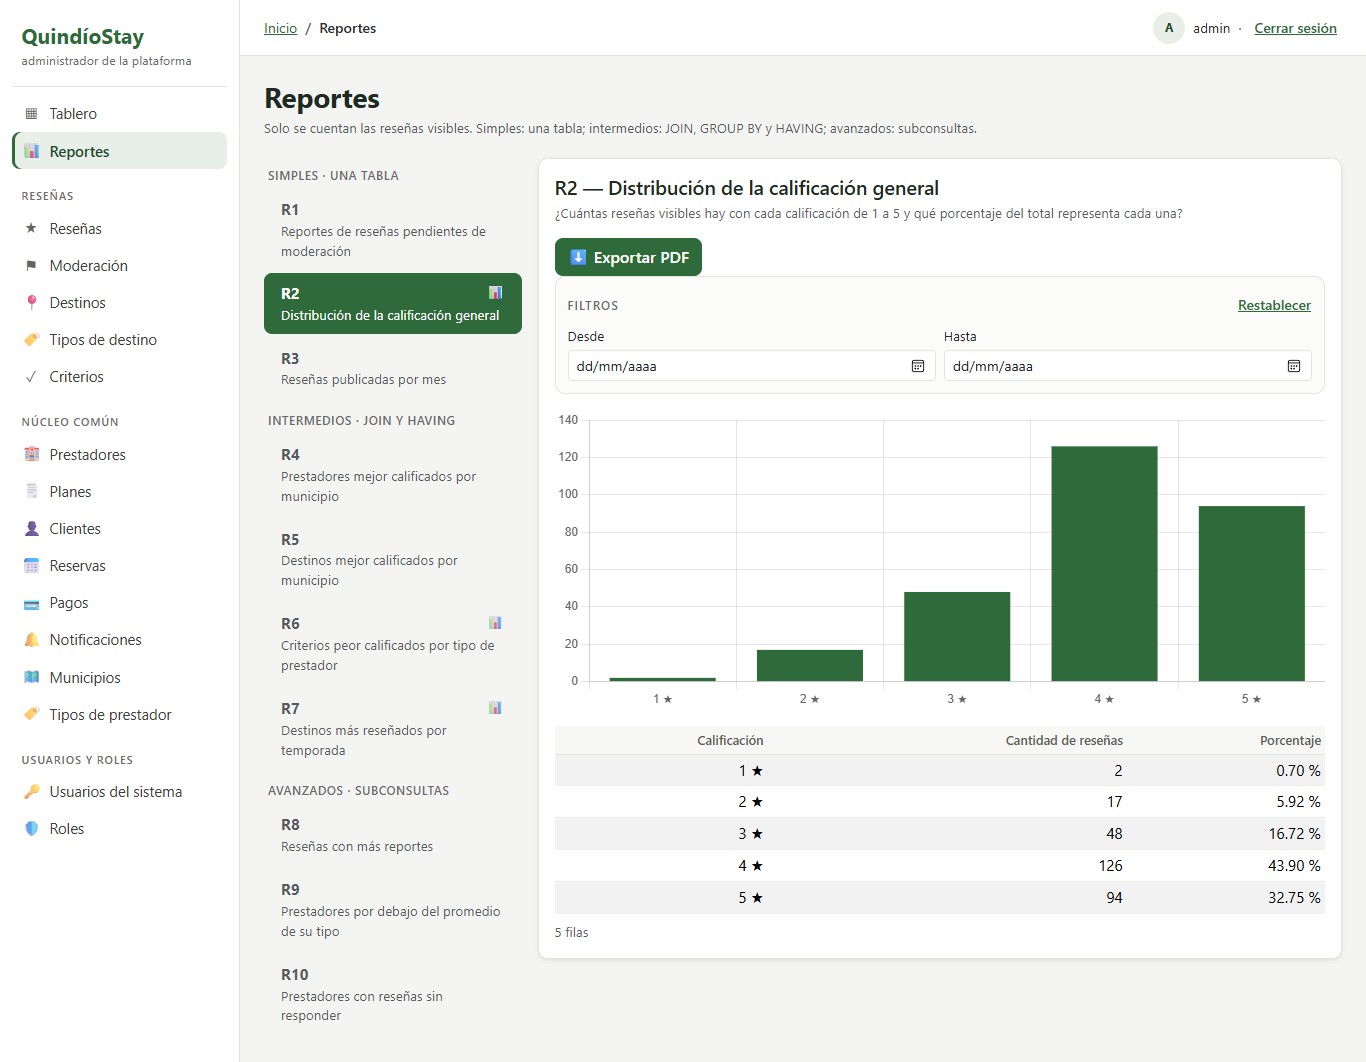 QuindíoStay
administrador de la plataforma
Tablero
Reportes
RESEÑAS
Reseñas
Moderación
Destinos
Tipos de destino
Criterios
NÚCLEO COMÚN
Prestadores
Planes
Clientes
Reservas
Pagos
Notificaciones
Municipios
Tipos de prestador
USUARIOS Y ROLES
Usuarios del sistema
Roles
Inicio / Reportes
A admin · Cerrar sesión
Reportes
Solo se cuentan las reseñas visibles. Simples: una tabla; intermedios: JOIN, GROUP BY y HAVING; avanzados: subconsultas.
SIMPLES · UNA TABLA
R1
Reportes de reseñas pendientes de
moderación
R2
Distribución de la calificación general
R3
Reseñas publicadas por mes
INTERMEDIOS · JOIN Y HAVING
R4
Prestadores mejor calificados por
municipio
R5
Destinos mejor calificados por
municipio
R6
Criterios peor calificados por tipo de
prestador
R7
Destinos más reseñados por
temporada
AVANZADOS · SUBCONSULTAS
R8
Reseñas con más reportes
R9
Prestadores por debajo del promedio
de su tipo
R10
Prestadores con reseñas sin
responder
R2 — Distribución de la calificación general
¿Cuántas reseñas visibles hay con cada calificación de 1 a 5 y qué porcentaje del total representa cada una?
Exportar PDF
FILTROS Restablecer
Desde Hasta
dd/mm/aaaa dd/mm/aaaa
140
120
100
80
60
40
20
0
1 ★ 2 ★ 3 ★ 4 ★ 5 ★
Calificación Cantidad de reseñas Porcentaje
1 ★ 2 0.70 %
2 ★ 17 5.92 %
3 ★ 48 16.72 %
4 ★ 126 43.90 %
5 ★ 94 32.75 %
5 filas